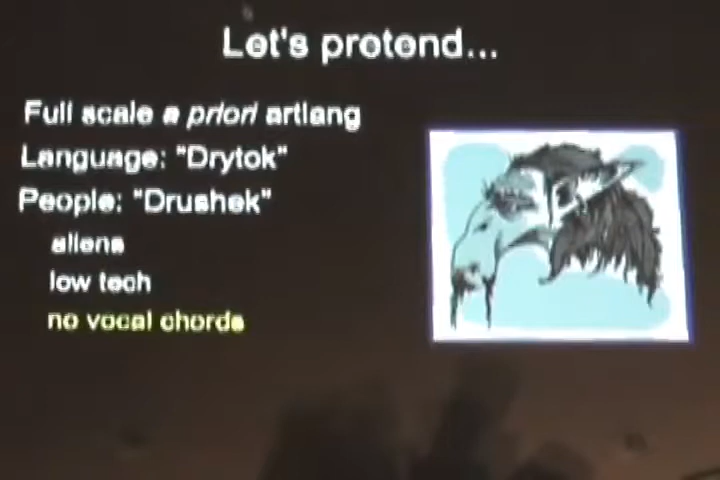 Let's pretend...
Full scale a priori artlang
Language: "Drytok"
People: "Drushek"
aliens
low tech
no vocal chords